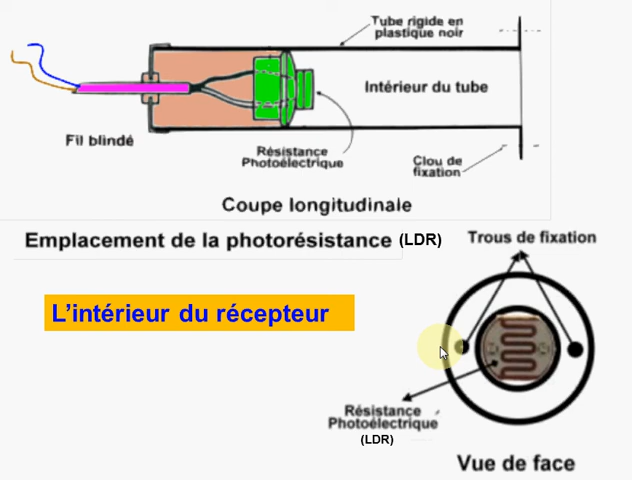 Tube rigide en
plastique noir
Intérieur du tube
Fil blindé
Résistance
Photoélectrique
Clou de
fixation
Coupe longitudinale
Emplacement de la photorésistance (LDR)
Trous de fixation
L'intérieur du récepteur
Résistance
Photoélectrique
(LDR)
Vue de face